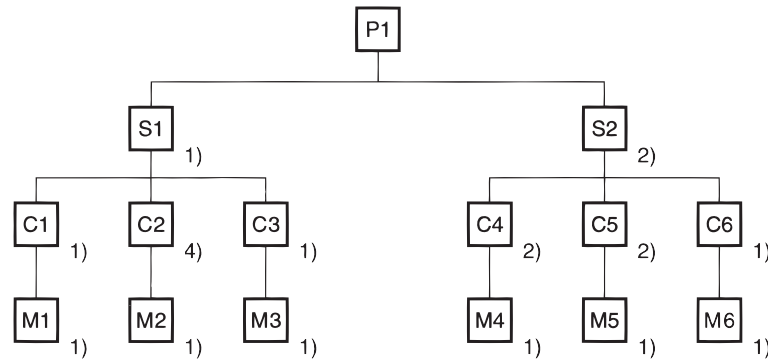 P1
S1 S2
1) 2)
C1 C2 C3 C4 C5 C6
1) 4) 1) 2) 2) 1)
M1 M2 M3 M4 M5 M6
1) 1) 1) 1) 1) 1)